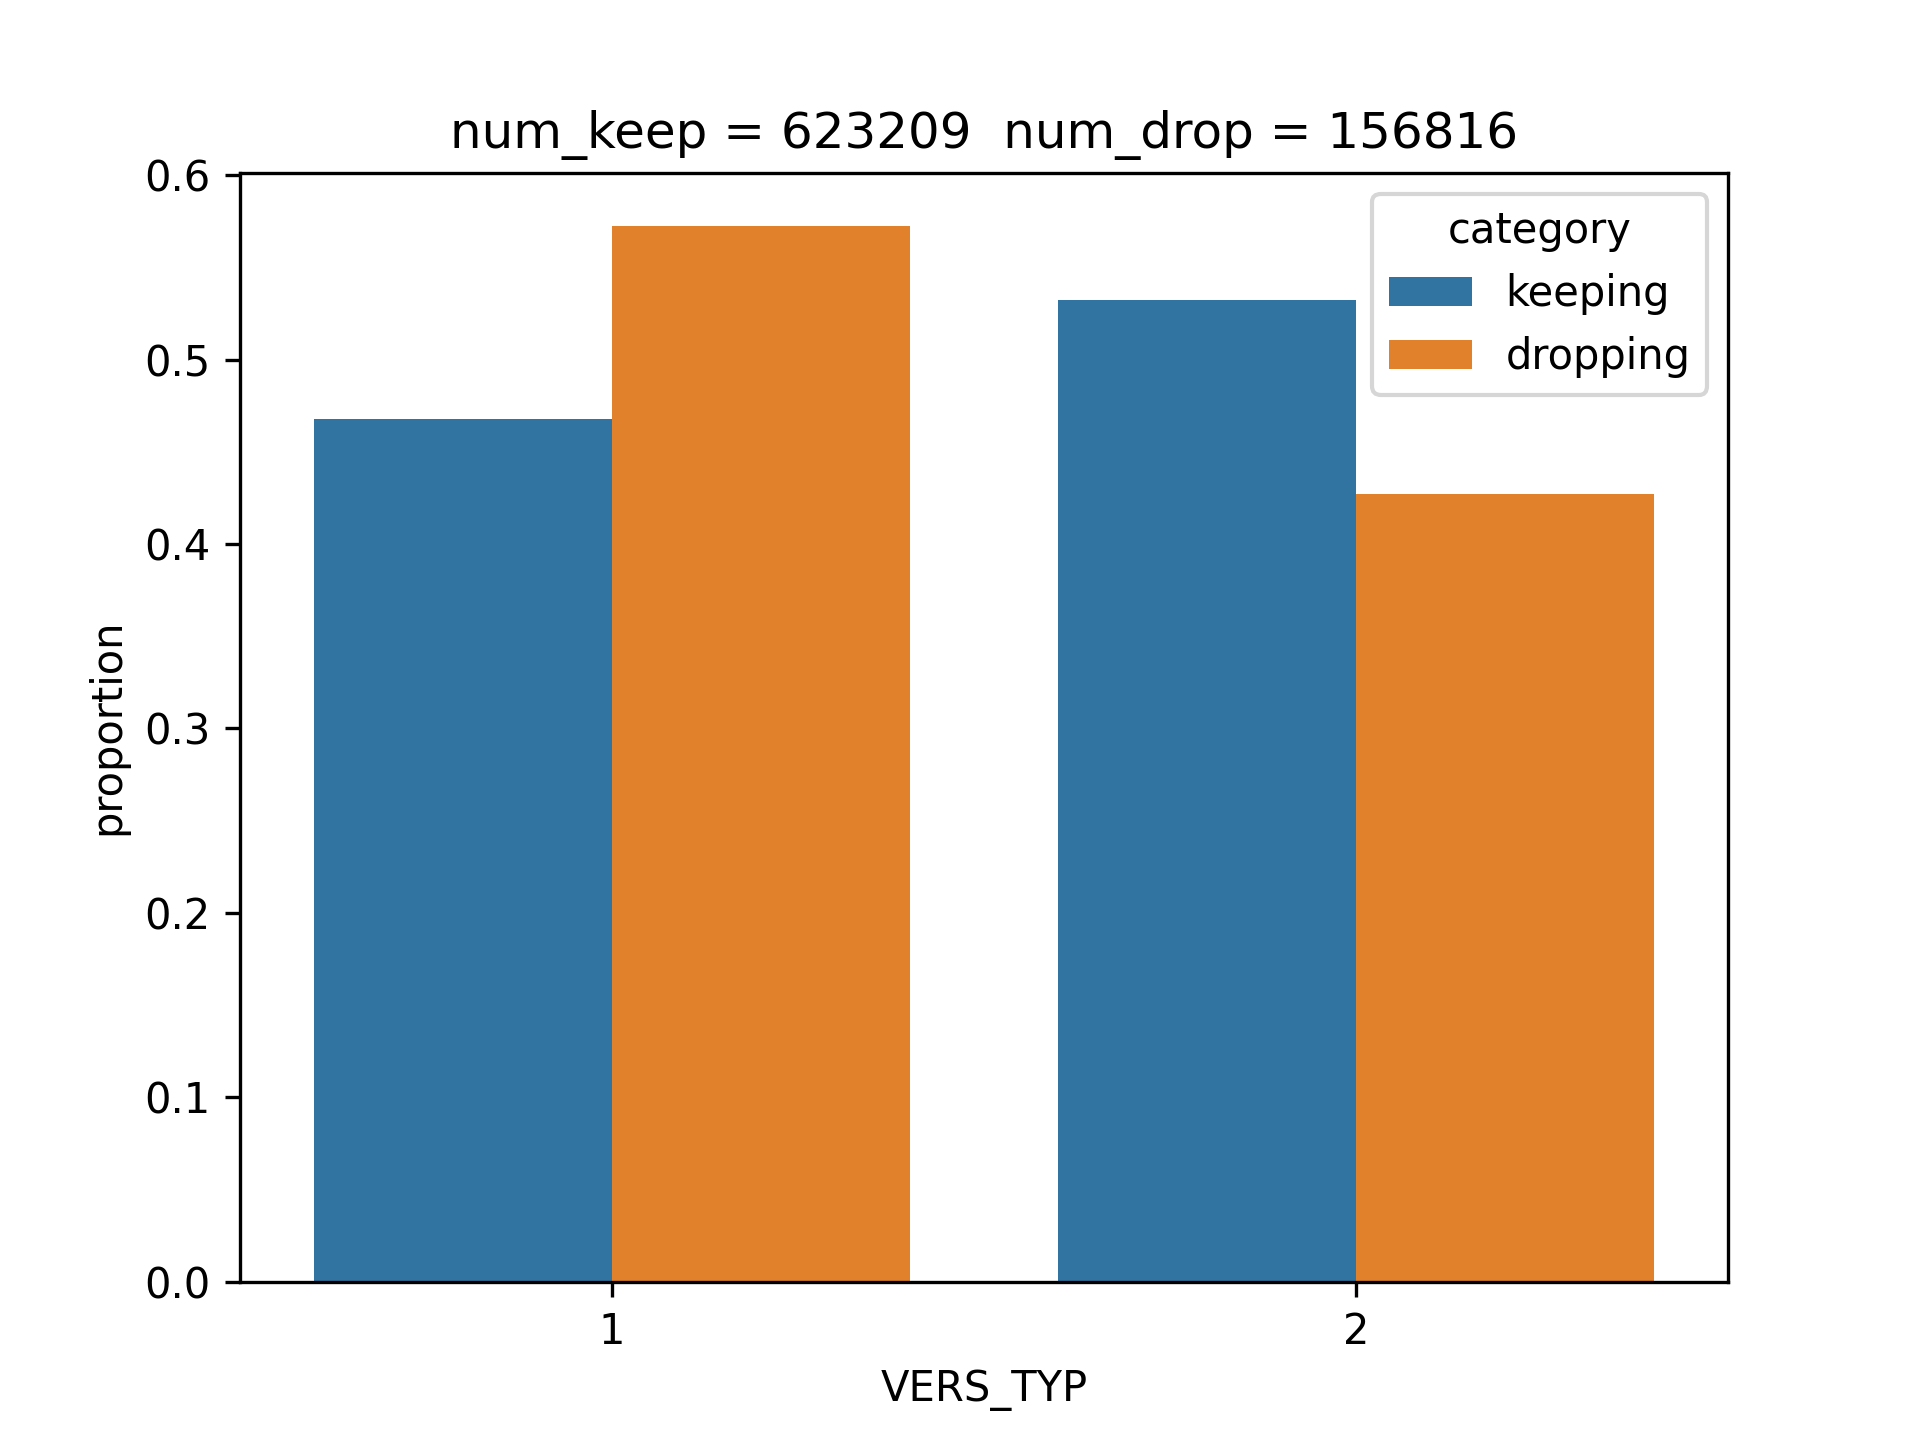 num_keep = 623209  num_drop = 156816
category
keeping
dropping
proportion
0.6
0.5
0.4
0.3
0.2
0.1
0.0
1
2
VERS_TYP